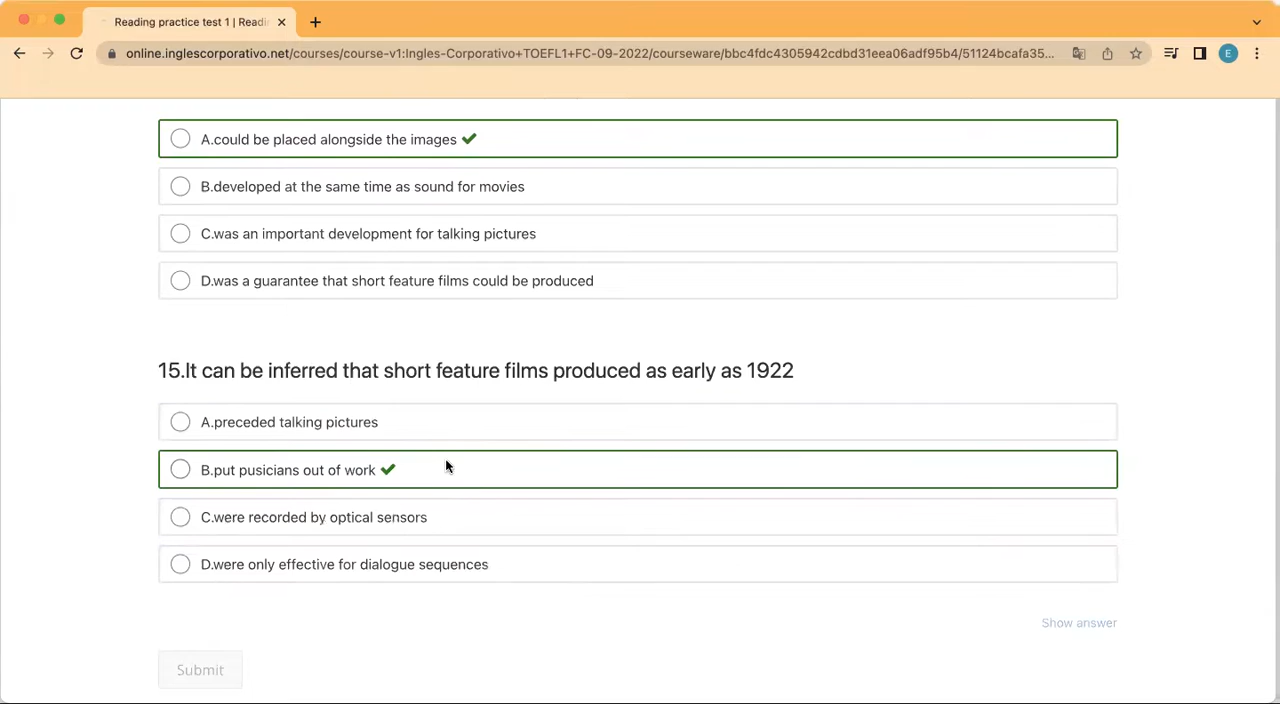 Reading practice test 1 | Readi
online.inglescorporativo.net/courses/course-v1:Ingles-Corporativo+TOEFL1+FC-09-2022/courseware/bbc4fdc4305942cdbd31eea06adf95b4/51124bcafa35...
E
A.could be placed alongside the images
B.developed at the same time as sound for movies
C.was an important development for talking pictures
D.was a guarantee that short feature films could be produced
15.It can be inferred that short feature films produced as early as 1922
A.preceded talking pictures
B.put pusicians out of work
C.were recorded by optical sensors
D.were only effective for dialogue sequences
Show answer
Submit